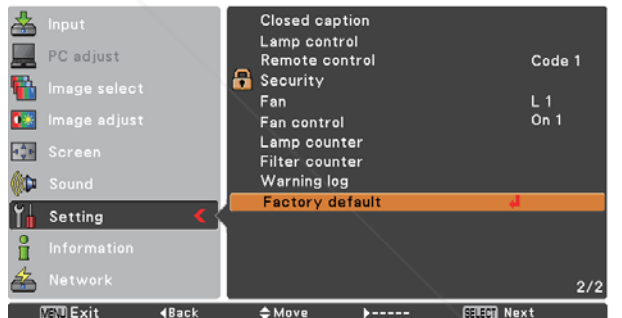 Input
PC adjust
Image select
Image adjust
Screen
Sound
Setting
Information
Network
Closed caption
Lamp control
Remote control Code 1
Security
Fan L 1
Fan control On 1
Lamp counter
Filter counter
Warning log
Factory default
2/2
MENU Exit Back Move ----- SELECT Next